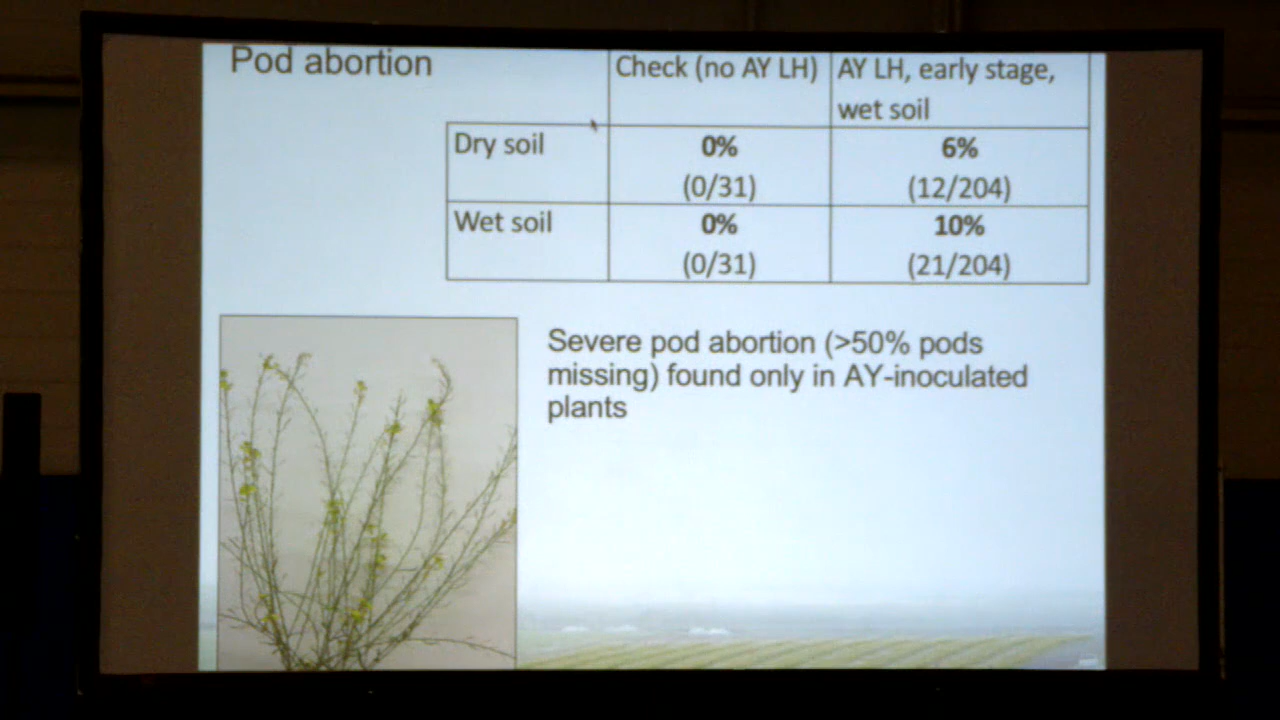 Pod abortion
Check (no AY LH)
AY LH, early stage,
wet soil
Dry soil
0%
(0/31)
6%
(12/204)
Wet soil
0%
(0/31)
10%
(21/204)
Severe pod abortion (>50% pods
missing) found only in AY-inoculated
plants